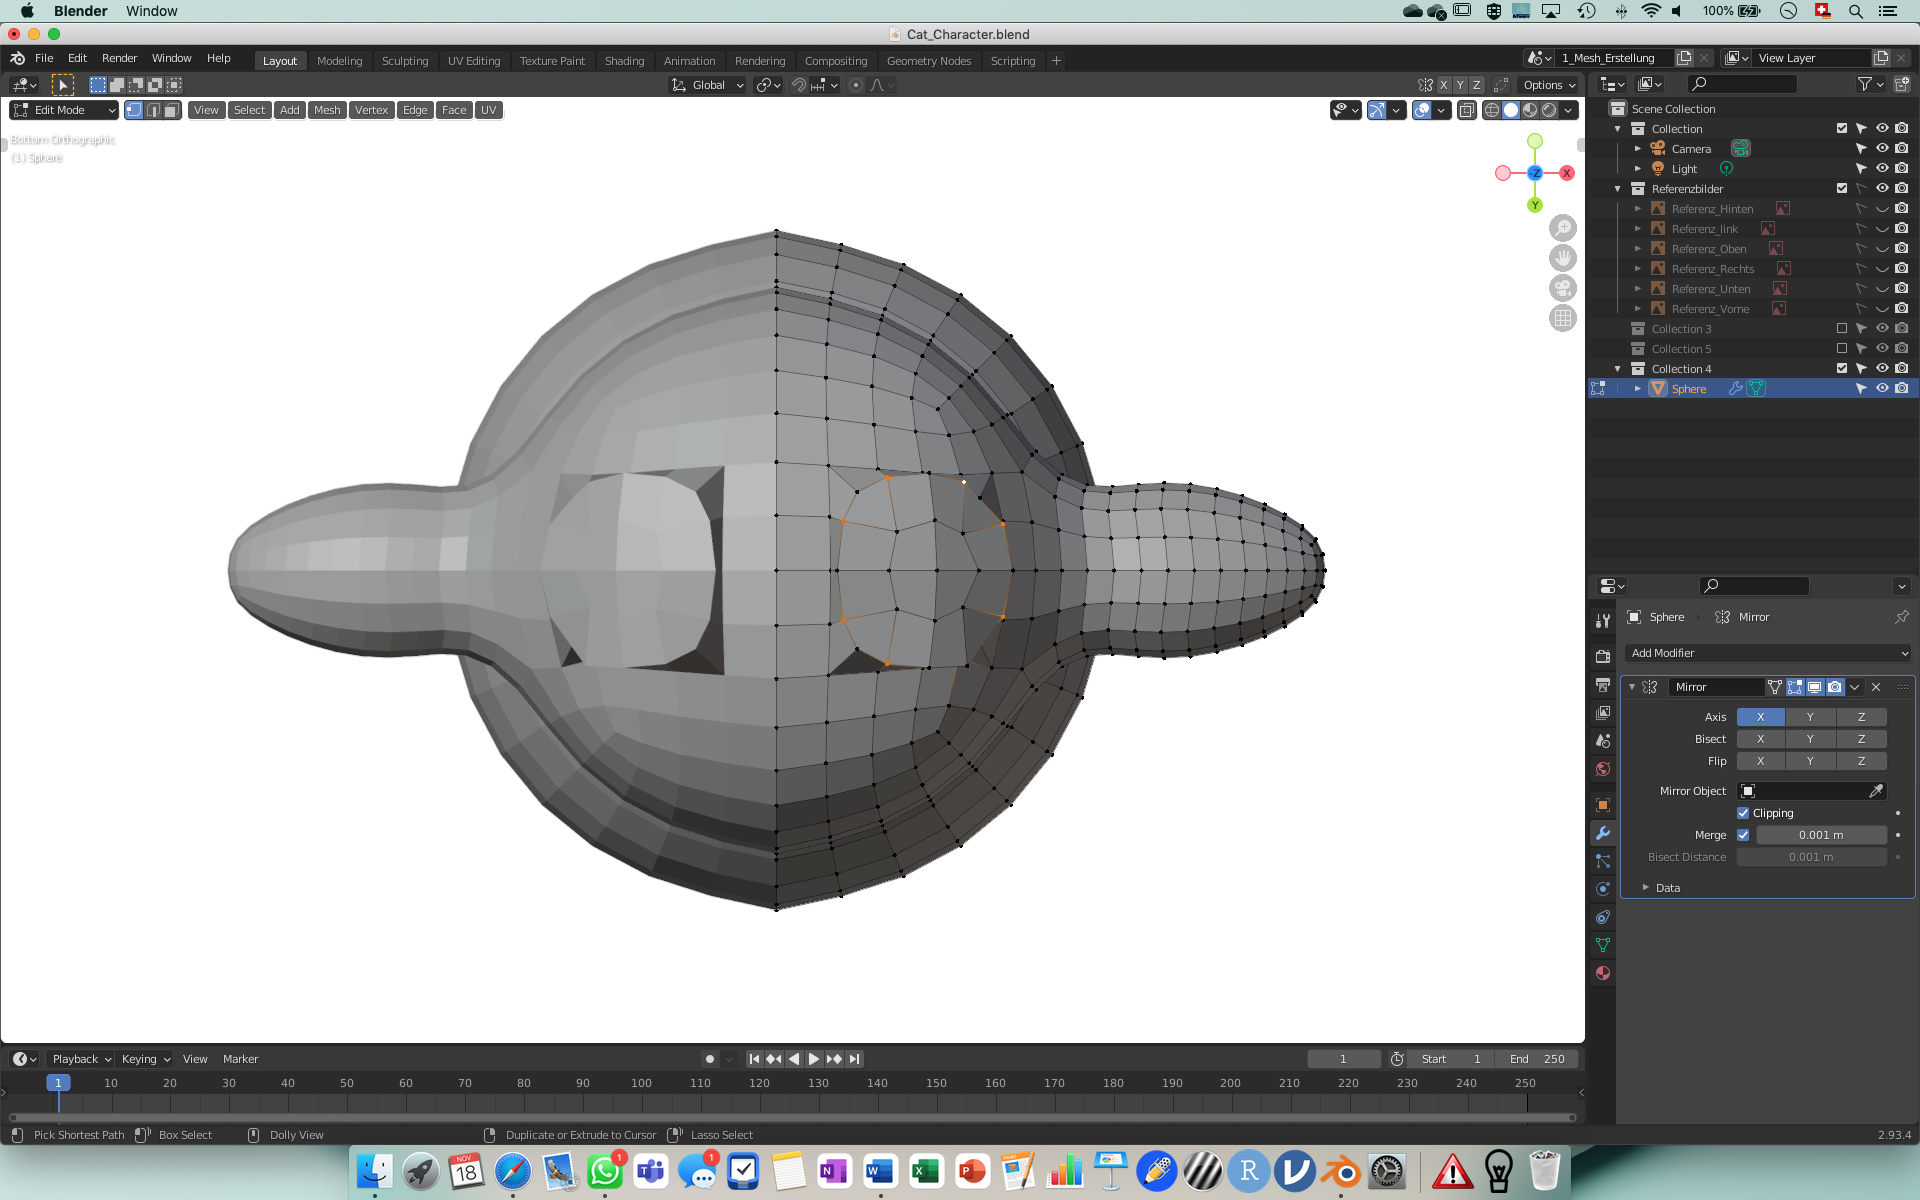 Blender Window 100%
Cat_Character.blend
File Edit Render Window Help Layout Modeling Sculpting UV Editing Texture Paint Shading Animation Rendering Compositing Geometry Nodes Scripting + 1_Mesh_Erstellung View Layer
Global X Y Z Options
Edit Mode View Select Add Mesh Vertex Edge Face UV
Bottom Orthographic
(1) Sphere
-Z X
Y
Scene Collection
Collection
Camera
Light
Referenzbilder
Referenz_Hinten
Referenz_link
Referenz_Oben
Referenz_Rechts
Referenz_Unten
Referenz_Vorne
Collection 3
Collection 5
Collection 4
Sphere
Sphere Mirror
Add Modifier
Mirror
Axis X Y Z
Bisect X Y Z
Flip X Y Z
Mirror Object
Clipping
Merge 0.001 m
Bisect Distance 0.001 m
Data
Playback Keying View Marker 1 Start 1 End 250
1 10 20 30 40 50 60 70 80 90 100 110 120 130 140 150 160 170 180 190 200 210 220 230 240 250
Pick Shortest Path Box Select Dolly View Duplicate or Extrude to Cursor Lasso Select 2.93.4
NOV 18 1 1 N W X P R V